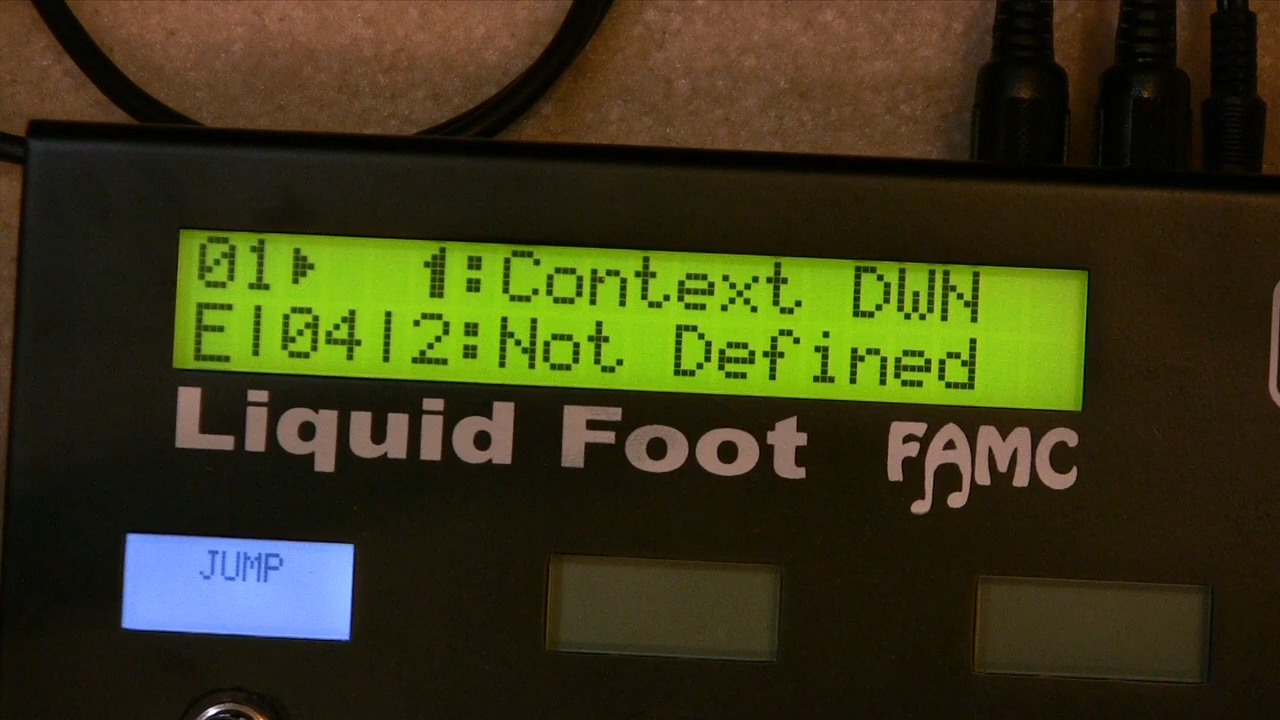 01▶ 1:Context DWN
E|04|2:Not Defined
Liquid Foot FAMC
JUMP